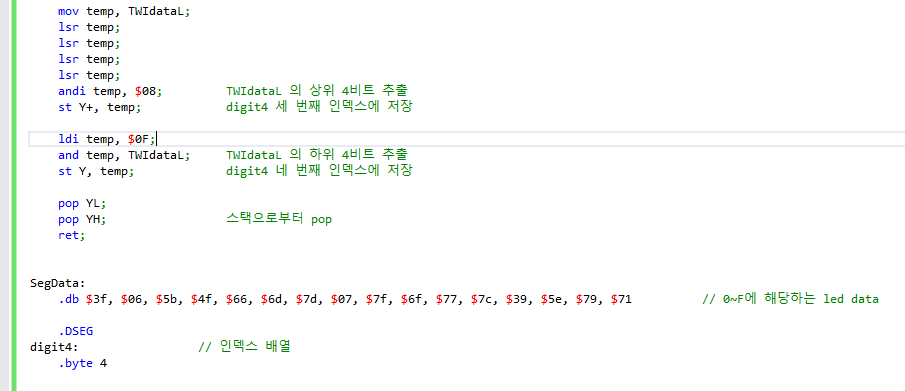 mov temp, TWIdataL;
lsr temp;
lsr temp;
lsr temp;
lsr temp;
andi temp, $08; TWIdataL 의 상위 4비트 추출
st Y+, temp; digit4 세 번째 인덱스에 저장
ldi temp, $0F;
and temp, TWIdataL; TWIdataL 의 하위 4비트 추출
st Y, temp; digit4 네 번째 인덱스에 저장
pop YL;
pop YH; 스택으로부터 pop
ret;
SegData:
.db $3f, $06, $5b, $4f, $66, $6d, $7d, $07, $7f, $6f, $77, $7c, $39, $5e, $79, $71 // 0~F에 해당하는 led data
.DSEG
digit4: // 인덱스 배열
.byte 4